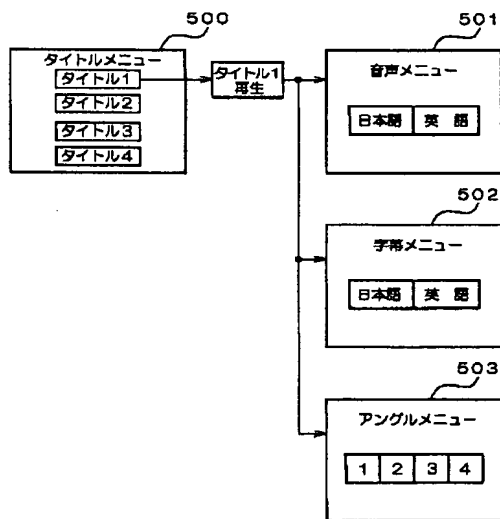 500
タイトルメニュー
タイトル1
タイトル2
タイトル3
タイトル4
タイトル1
再生
501
音声メニュー
日本語 英語
502
字幕メニュー
日本語 英語
503
アングルメニュー
1 2 3 4